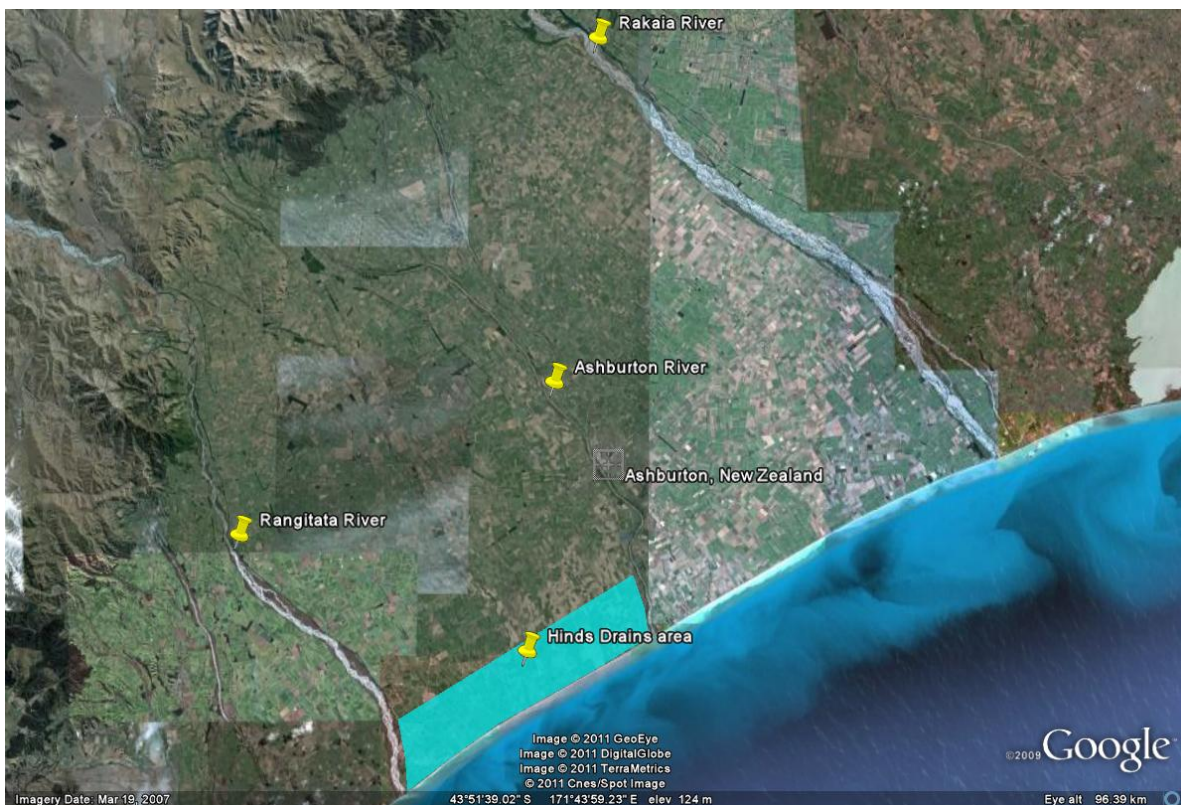 Rakaia River
Ashburton River
Ashburton, New Zealand
Rangitata River
Hinds Drains area
Image © 2011 GeoEye
Image © 2011 DigitalGlobe
Image © 2011 TerraMetrics
© 2011 Cnes/Spot Image
©2009 Google
Imagery Date: Mar 19, 2007 43°51'39.02" S 171°43'59.23" E elev 124 m Eye alt 96.39 km